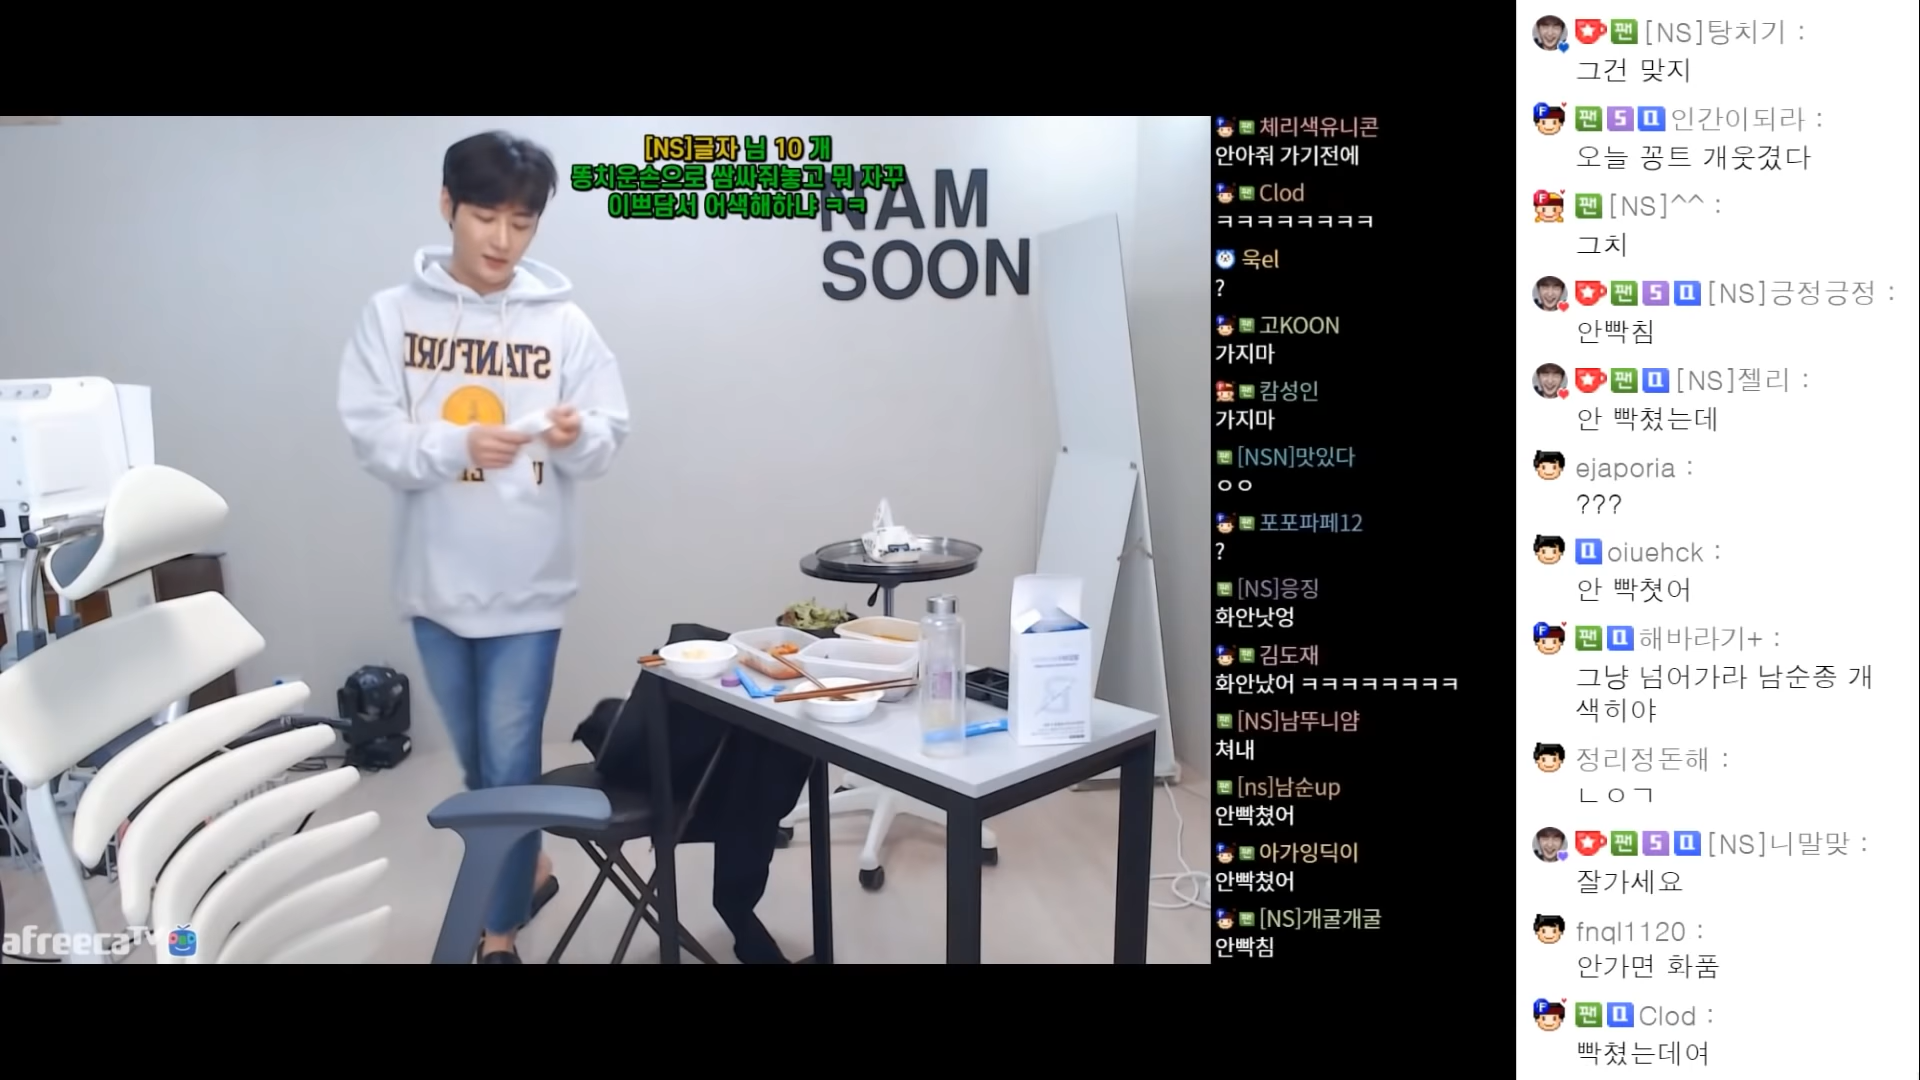 [NS]글자 님 10 개
똥치운손으로 쌈싸줘놓고 뭐 자꾸
이쁘담서 어색해하냐 ㅋㅋ
NAM
SOON
STANFORD
afreecaTV
체리색유니콘
안아줘 가기전에
Clod
ㅋㅋㅋㅋㅋㅋㅋㅋ
욱el
?
고KOON
가지마
캄성인
가지마
[NSN]맛있다
ㅇㅇ
포포파페12
?
[NS]응징
화안낫엉
김도재
화안났어 ㅋㅋㅋㅋㅋㅋㅋㅋ
[NS]남뚜니얌
쳐내
[ns]남순up
안빡쳤어
아가잉딕이
안빡쳤어
[NS]개굴개굴
안빡침
팬 [NS]탕치기 :
그건 맞지
팬 S Q 인간이되라 :
오늘 꽁트 개웃겼다
팬 [NS]^^ :
그치
팬 S Q [NS]긍정긍정 :
안빡침
팬 Q [NS]젤리 :
안 빡쳤는데
ejaporia :
???
Q oiuehck :
안 빡쳣어
팬 Q 해바라기+ :
그냥 넘어가라 남순종 개
색히야
정리정돈해 :
ㄴㅇㄱ
팬 S Q [NS]니말맞 :
잘가세요
fnql1120 :
안가면 화품
팬 Q Clod :
빡쳤는데여